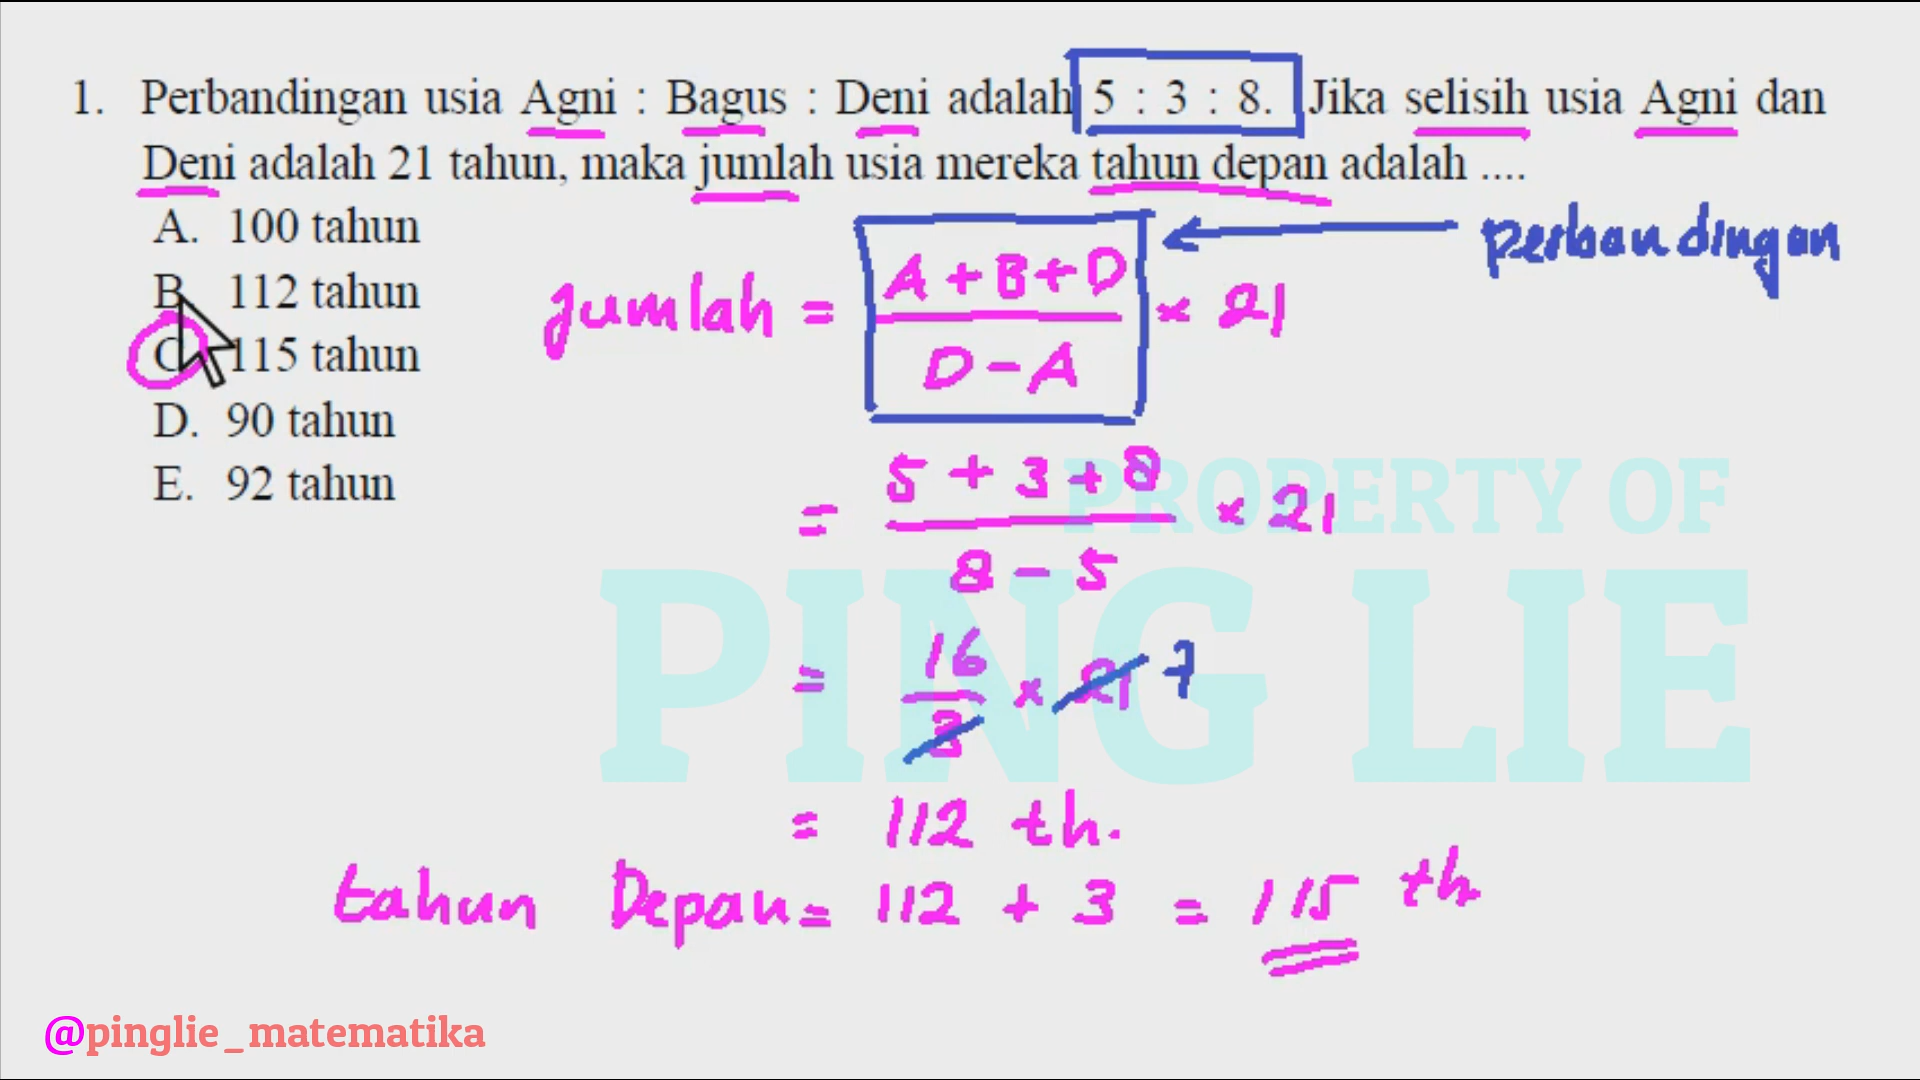 1. Perbandingan usia Agni : Bagus : Deni adalah 5 : 3 : 8. Jika selisih usia Agni dan
Deni adalah 21 tahun, maka jumlah usia mereka tahun depan adalah ....
A. 100 tahun
B. 112 tahun
C. 115 tahun
D. 90 tahun
E. 92 tahun
perbandingan
jumlah = A + B + D / D - A × 21
= 5 + 3 + 8 / 8 - 5 × 21
= 16 / 3 × 21 7
= 112 th.
tahun Depan = 112 + 3 = 115 th
PROPERTY OF
PING LIE
@pinglie_matematika